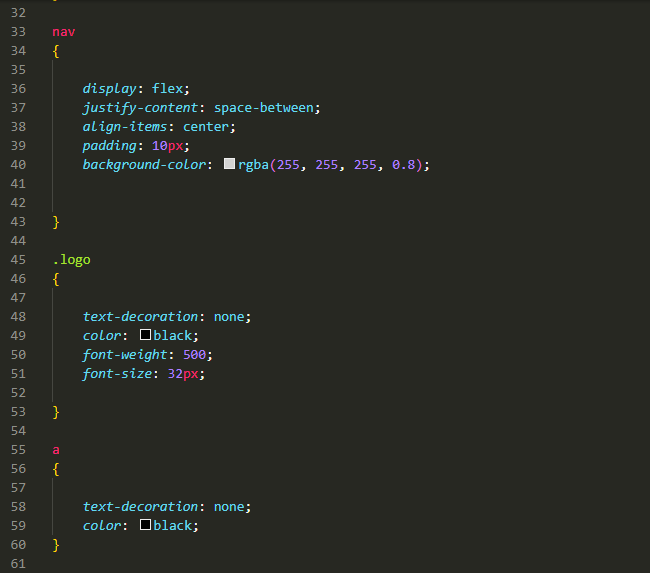 32
33 nav
34 {
35
36 display: flex;
37 justify-content: space-between;
38 align-items: center;
39 padding: 10px;
40 background-color: rgba(255, 255, 255, 0.8);
41
42
43 }
44
45 .logo
46 {
47
48 text-decoration: none;
49 color: black;
50 font-weight: 500;
51 font-size: 32px;
52
53 }
54
55 a
56 {
57
58 text-decoration: none;
59 color: black;
60 }
61